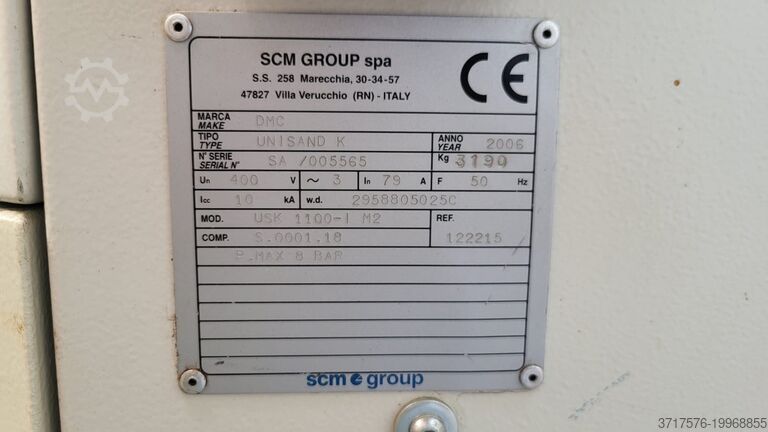 SCM GROUP spa
S.S. 258 Marecchia, 30-34-57
47827 Villa Verucchio (RN) - ITALY
CE
MARCA
MAKE DMC
TIPO
TYPE UNISAND K ANNO
YEAR 2006
N° SERIE
SERIAL N° SA /005565 Kg 3190
Un 400 V ~ 3 In 79 A F 50 Hz
Icc 10 kA w.d. 2958805025C
MOD. USK 1100-I M2 REF.
COMP. S.0001.18 122215
P.MAX 8 BAR
scm group
3717576-19968855